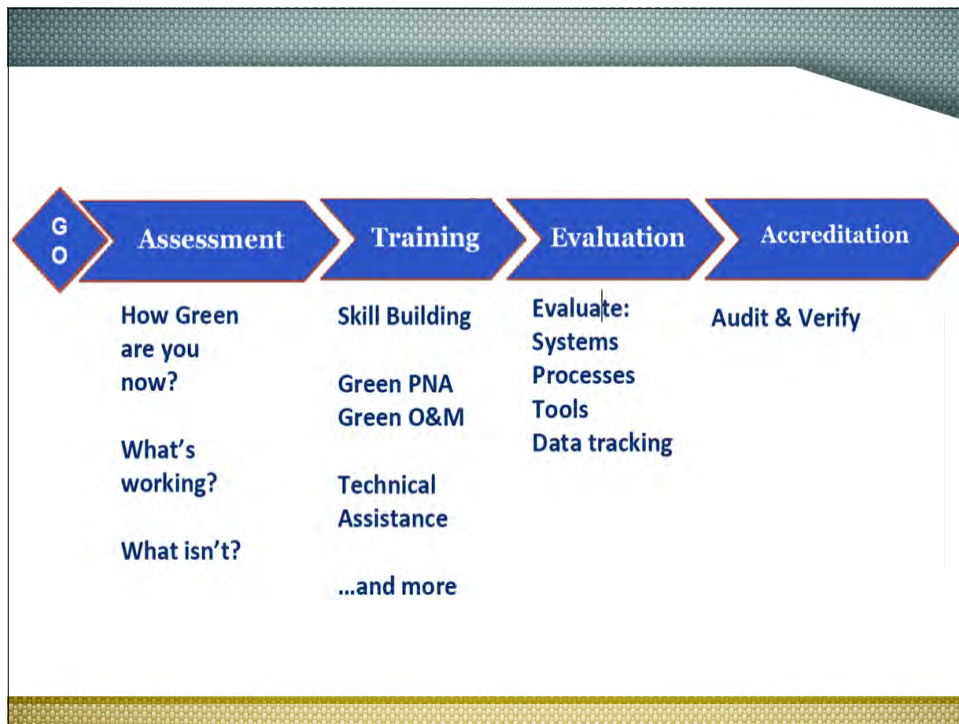 G
O
Assessment
Training
Evaluation
Accreditation
How Green
are you
now?
What's
working?
What isn't?
Skill Building
Green PNA
Green O&M
Technical
Assistance
...and more
Evaluate:
Systems
Processes
Tools
Data tracking
Audit & Verify